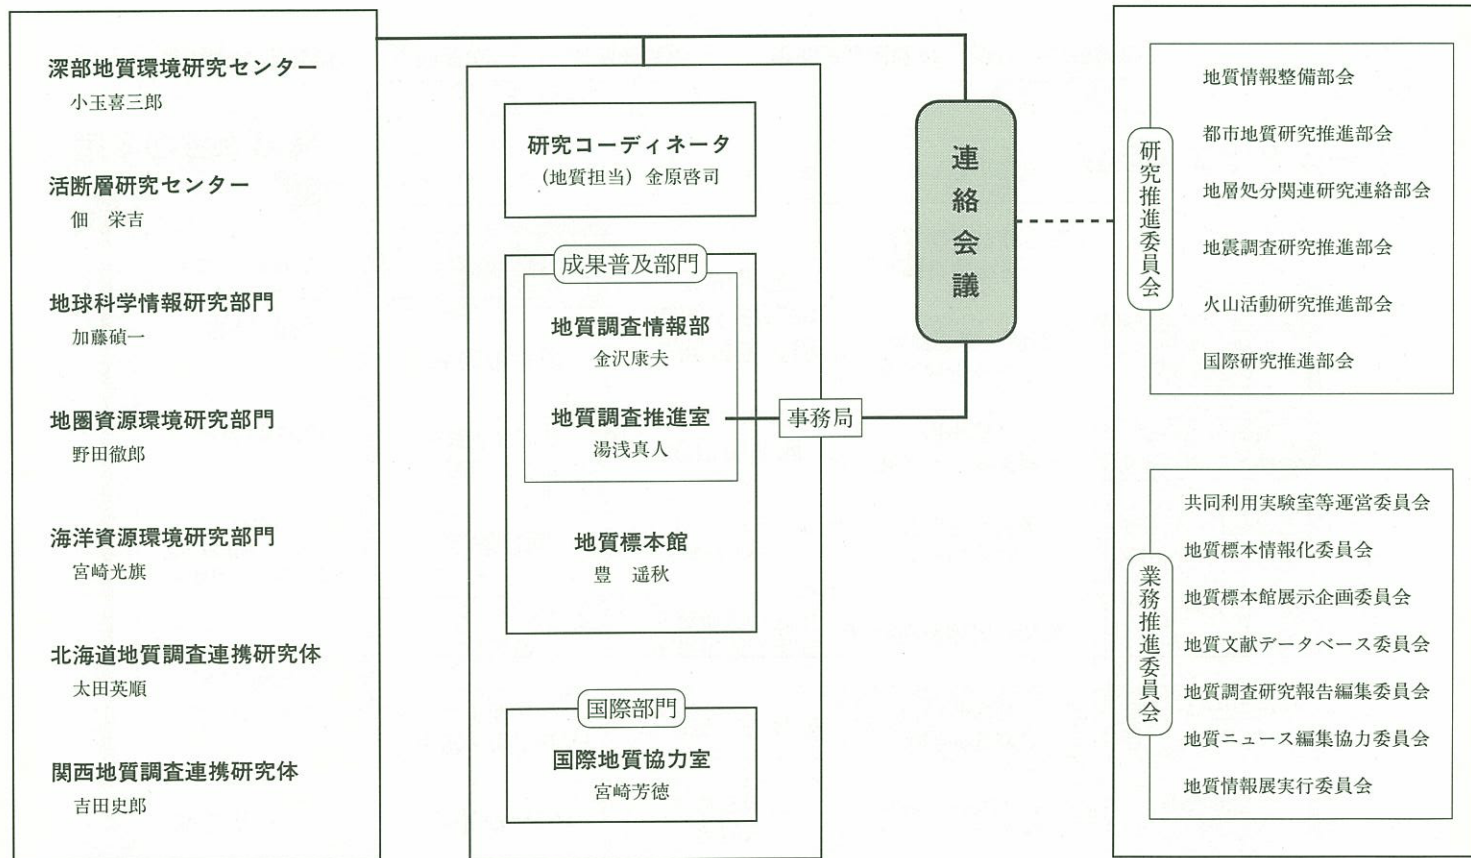 深部地質環境研究センター
小玉喜三郎
活断層研究センター
佃 栄吉
地球科学情報研究部門
加藤碵一
地圏資源環境研究部門
野田徹郎
海洋資源環境研究部門
宮崎光旗
北海道地質調査連携研究体
太田英順
関西地質調査連携研究体
吉田史郎
研究コーディネータ
(地質担当) 金原啓司
成果普及部門
地質調査情報部
金沢康夫
地質調査推進室
湯浅真人
事務局
地質標本館
豊 遥秋
国際部門
国際地質協力室
宮崎芳徳
連絡会議
研究推進委員会
地質情報整備部会
都市地質研究推進部会
地層処分関連研究連絡部会
地震調査研究推進部会
火山活動研究推進部会
国際研究推進部会
業務推進委員会
共同利用実験室等運営委員会
地質標本情報化委員会
地質標本館展示企画委員会
地質文献データベース委員会
地質調査研究報告編集委員会
地質ニュース編集協力委員会
地質情報展実行委員会